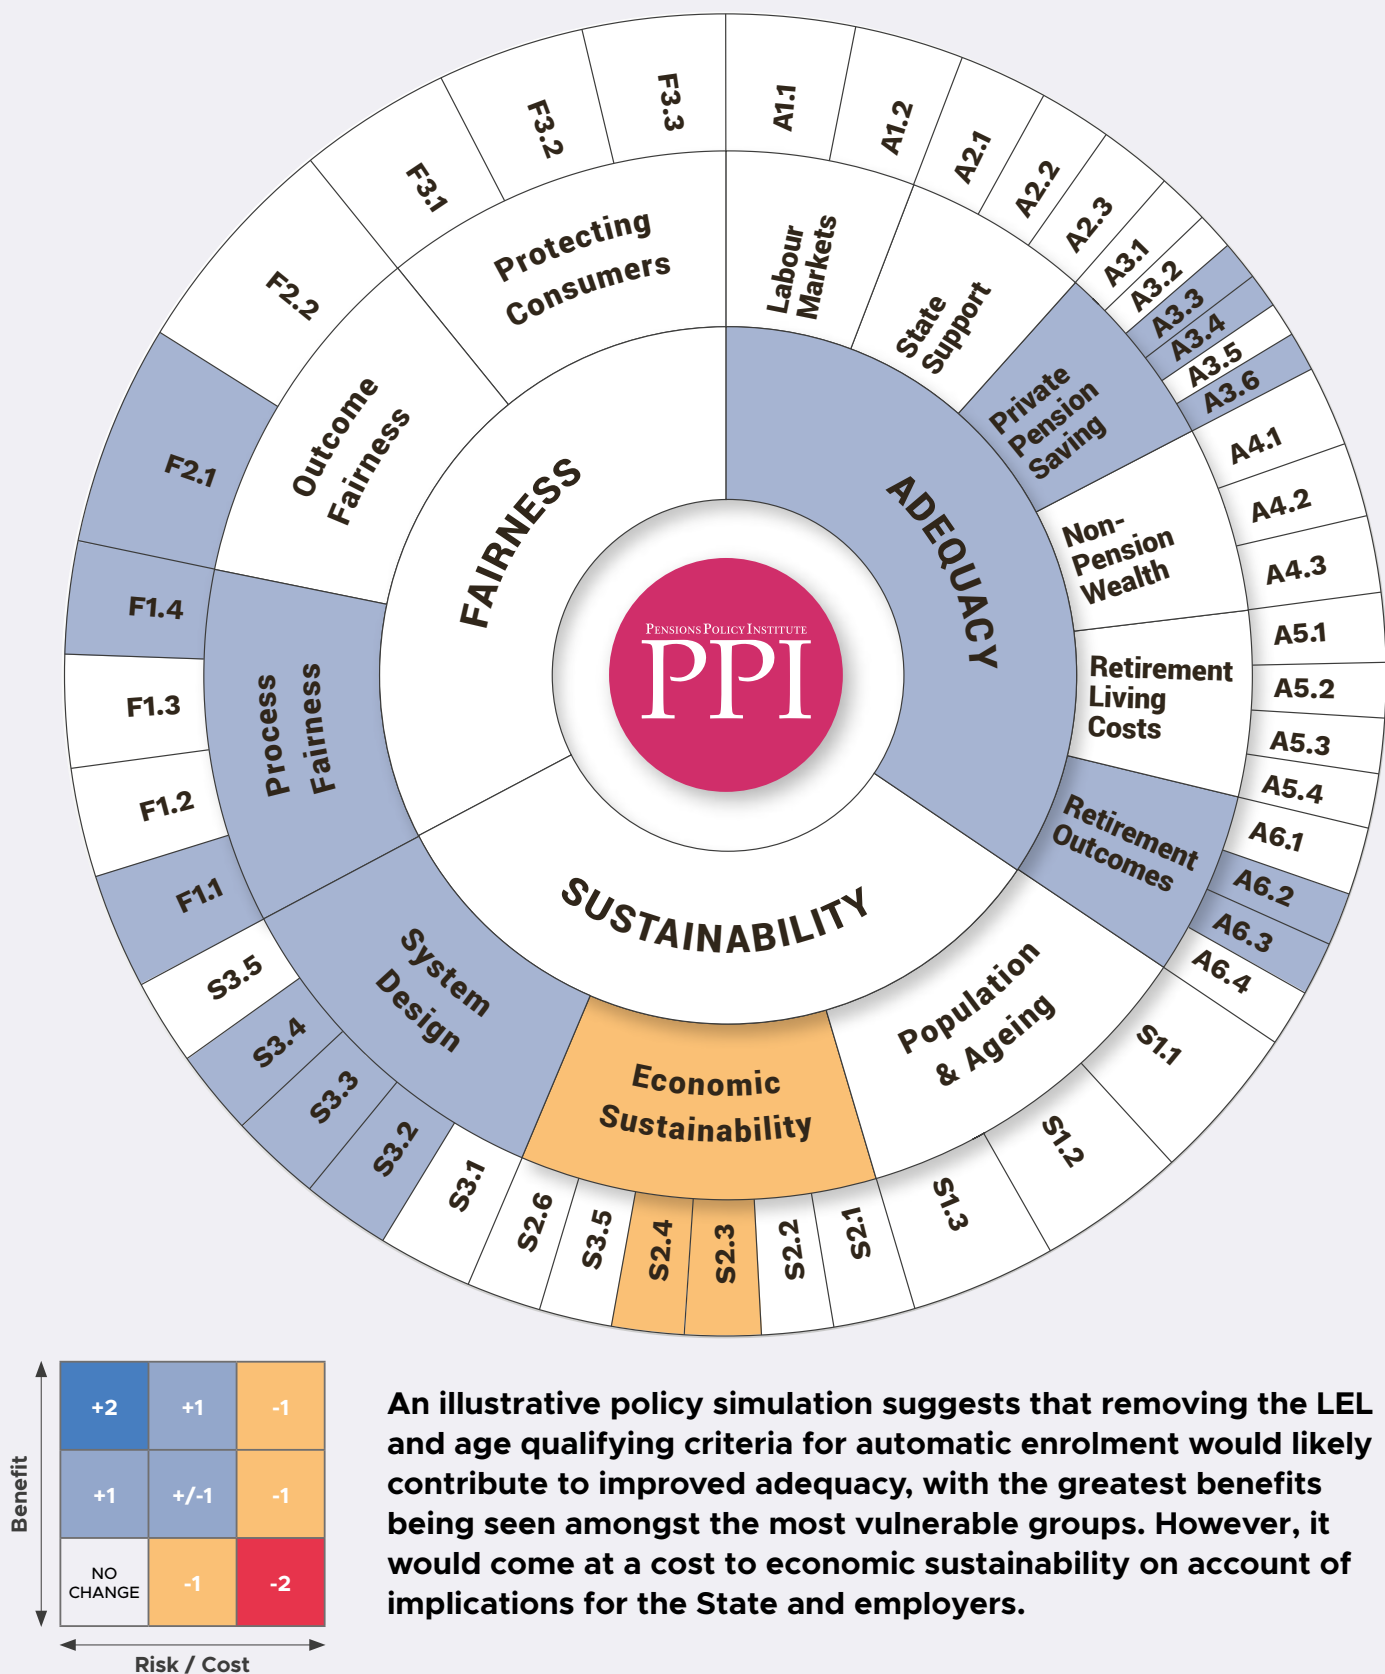 F3.3
A1.1
A1.2
A2.1
A2.2
A2.3
A3.1
A3.2
A3.3
A3.4
A3.5
A3.6
A4.1
A4.2
A4.3
A5.1
A5.2
A5.3
A5.4
A6.1
A6.2
A6.3
A6.4
S1.1
S1.2
S1.3
S2.1
S2.2
S2.3
S2.4
S3.5
S2.6
S3.1
S3.2
S3.3
S3.4
S3.5
F1.1
F1.2
F1.3
F1.4
F2.1
F2.2
F3.1
F3.2
Protecting
Consumers
Labour
Markets
State
Support
Private
Pension
Saving
Non-
Pension
Wealth
Retirement
Living
Costs
Retirement
Outcomes
Population
& Ageing
Economic
Sustainability
System
Design
Process
Fairness
Outcome
Fairness
FAIRNESS
ADEQUACY
SUSTAINABILITY
PENSIONS POLICY INSTITUTE
PPI
Benefit
+2
+1
-1
+1
+/-1
-1
NO
CHANGE
-1
-2
Risk / Cost
An illustrative policy simulation suggests that removing the LEL
and age qualifying criteria for automatic enrolment would likely
contribute to improved adequacy, with the greatest benefits
being seen amongst the most vulnerable groups. However, it
would come at a cost to economic sustainability on account of
implications for the State and employers.